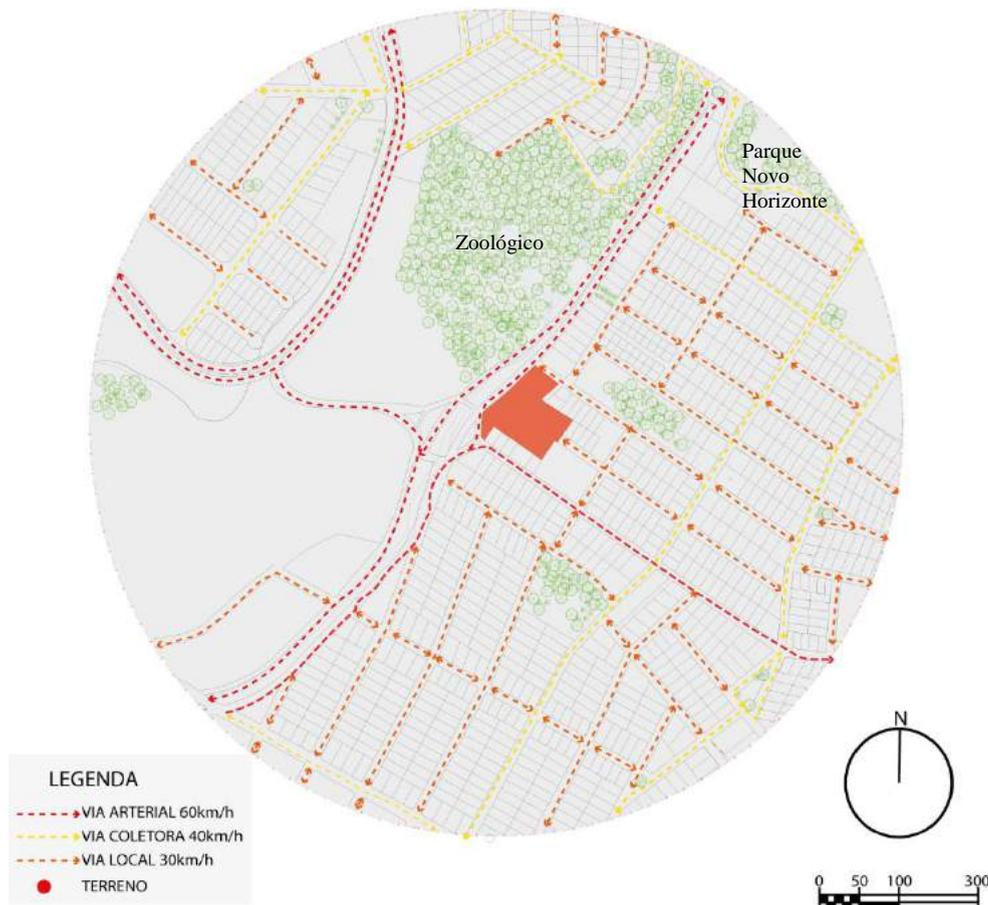 Parque
Novo
Horizonte
Zoológico
N
LEGENDA
VIA ARTERIAL 60km/h
VIA COLETORA 40km/h
VIA LOCAL 30km/h
TERRENO
0 50 100 300